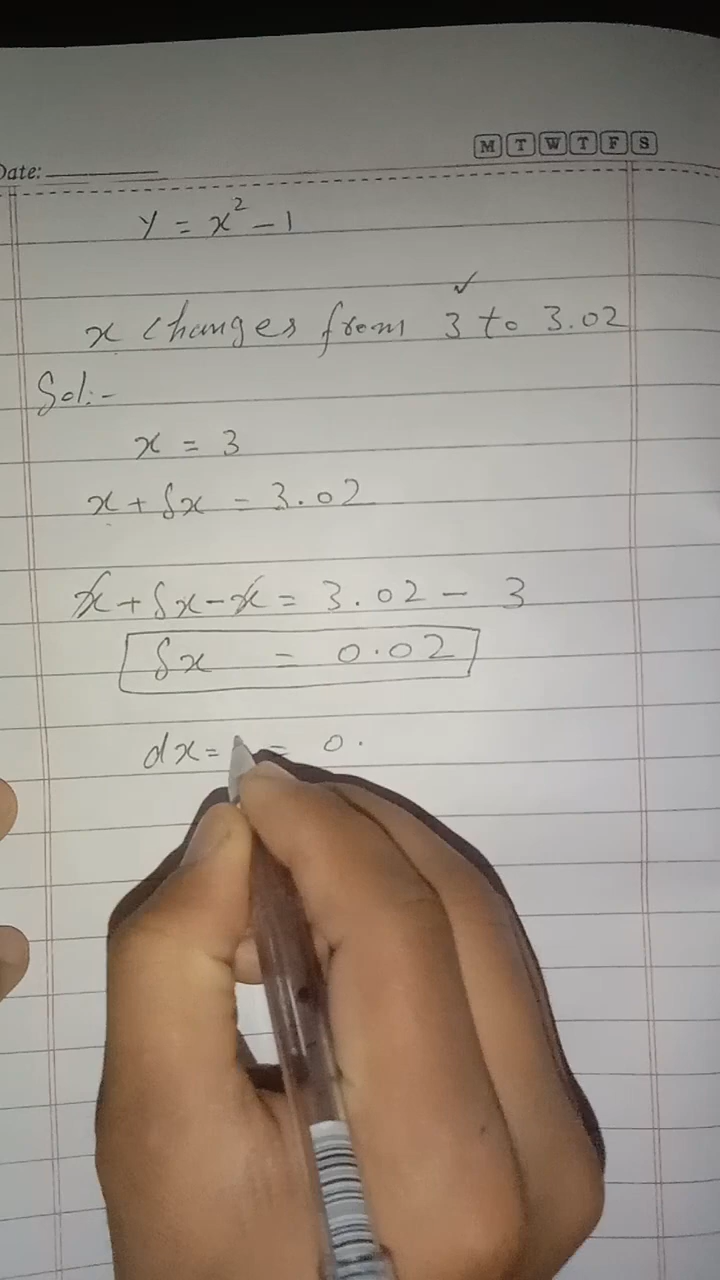 M T W T F S
Date:
y = x² - 1
x changes from 3 to 3.02
Sol:-
x = 3
x + δx = 3.02
x + δx - x = 3.02 - 3
δx = 0.02
dx = = 0.